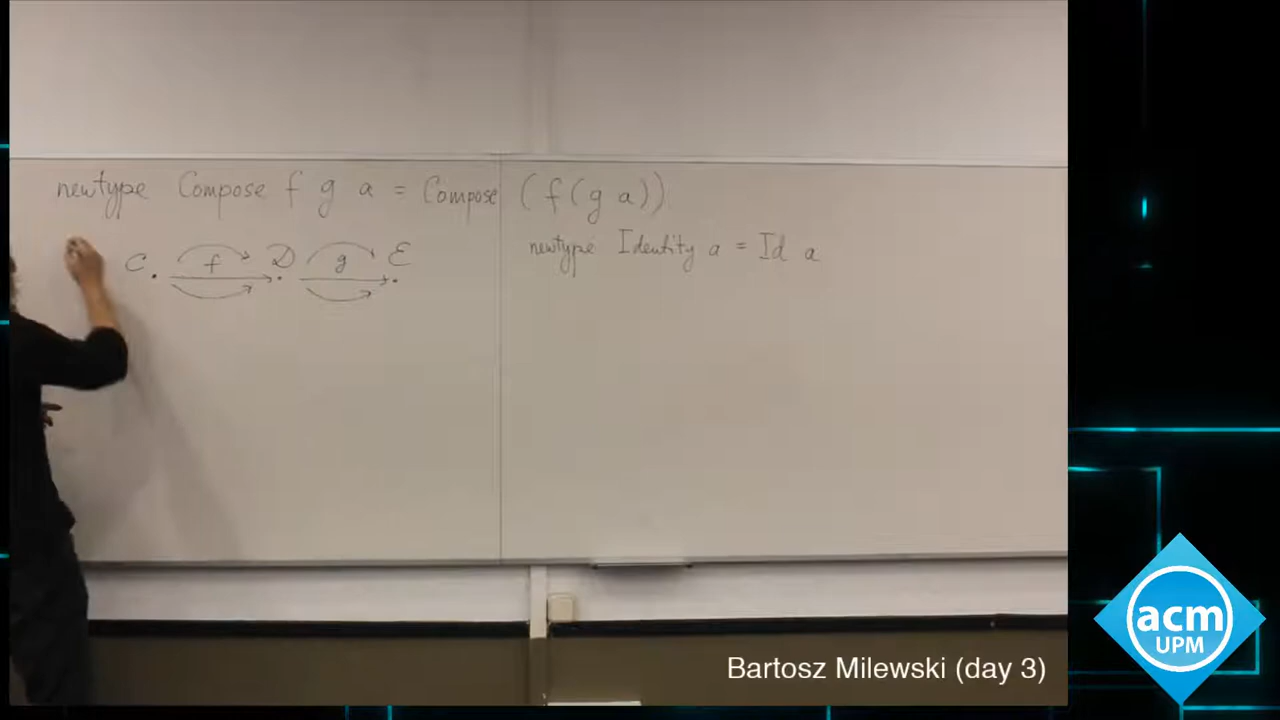 newtype Compose f g a = Compose (f(g a))
newtype Identity a = Id a
C f D g E
Bartosz Milewski (day 3)
acm
UPM